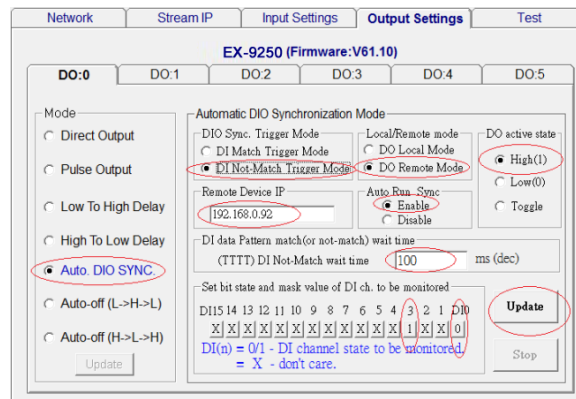 Network Stream IP Input Settings Output Settings Test
EX-9250 (Firmware:V61.10)
DO:0 DO:1 DO:2 DO:3 DO:4 DO:5
Mode
Direct Output
Pulse Output
Low To High Delay
High To Low Delay
Auto. DIO SYNC.
Auto-off (L->H->L)
Auto-off (H->L->H)
Update
Automatic DIO Synchronization Mode
DIO Sync. Trigger Mode
DI Match Trigger Mode
DI Not-Match Trigger Mode
Local/Remote mode
DO Local Mode
DO Remote Mode
DO active state
High(1)
Low(0)
Toggle
Remote Device IP
192.168.0.92
Auto Run Sync
Enable
Disable
DI data Pattern match(or not-match) wait time
(TTTT) DI Not-Match wait time 100 ms (dec)
Set bit state and mask value of DI ch. to be monitored
DI15 14 13 12 11 10 9 8 7 6 5 4 3 2 1 DI0
X X X X X X X X X X X X 1 X X 0
DI(n) = 0/1 - DI channel state to be monitored,
= X - don't care.
Update
Stop